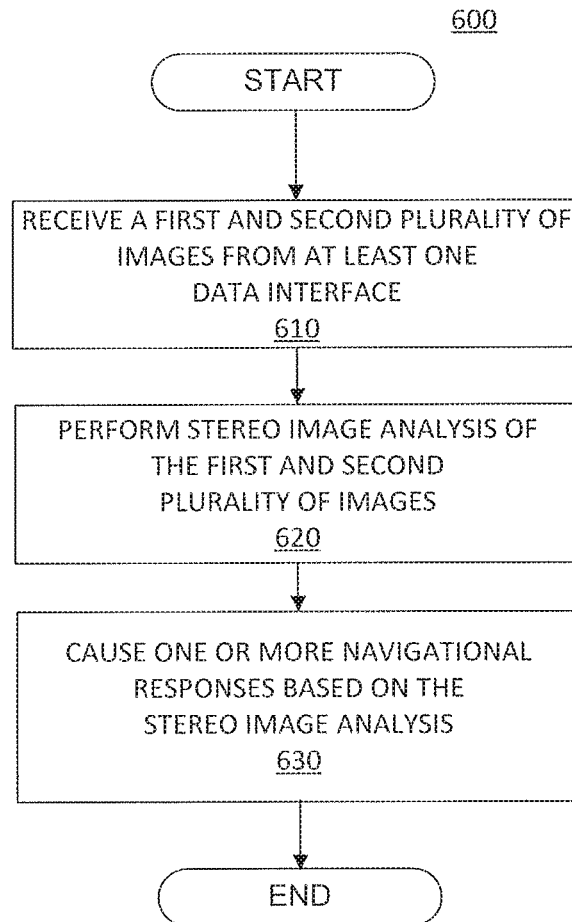 600
START
RECEIVE A FIRST AND SECOND PLURALITY OF
IMAGES FROM AT LEAST ONE
DATA INTERFACE
610
PERFORM STEREO IMAGE ANALYSIS OF
THE FIRST AND SECOND
PLURALITY OF IMAGES
620
CAUSE ONE OR MORE NAVIGATIONAL
RESPONSES BASED ON THE
STEREO IMAGE ANALYSIS
630
END